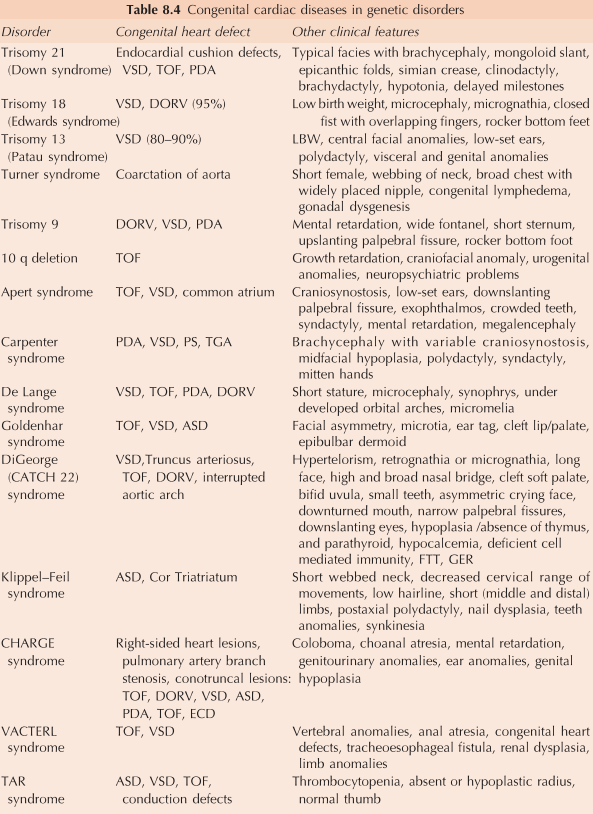 Table 8.4 Congenital cardiac diseases in genetic disorders
Disorder Congenital heart defect Other clinical features
Trisomy 21 Endocardial cushion defects, Typical facies with brachycephaly, mongoloid slant,
(Down syndrome) VSD, TOF, PDA epicanthic folds, simian crease, clinodactyly,
brachydactyly, hypotonia, delayed milestones
Trisomy 18 VSD, DORV (95%) Low birth weight, microcephaly, micrognathia, closed
(Edwards syndrome) fist with overlapping fingers, rocker bottom feet
Trisomy 13 VSD (80–90%) LBW, central facial anomalies, low-set ears,
(Patau syndrome) polydactyly, visceral and genital anomalies
Turner syndrome Coarctation of aorta Short female, webbing of neck, broad chest with
widely placed nipple, congenital lymphedema,
gonadal dysgenesis
Trisomy 9 DORV, VSD, PDA Mental retardation, wide fontanel, short sternum,
upslanting palpebral fissure, rocker bottom foot
10 q deletion TOF Growth retardation, craniofacial anomaly, urogenital
anomalies, neuropsychiatric problems
Apert syndrome TOF, VSD, common atrium Craniosynostosis, low-set ears, downslanting
palpebral fissure, exophthalmos, crowded teeth,
syndactyly, mental retardation, megalencephaly
Carpenter PDA, VSD, PS, TGA Brachycephaly with variable craniosynostosis,
syndrome midfacial hypoplasia, polydactyly, syndactyly,
mitten hands
De Lange VSD, TOF, PDA, DORV Short stature, microcephaly, synophrys, under
syndrome developed orbital arches, micromelia
Goldenhar TOF, VSD, ASD Facial asymmetry, microtia, ear tag, cleft lip/palate,
syndrome epibulbar dermoid
DiGeorge VSD,Truncus arteriosus, Hypertelorism, retrognathia or micrognathia, long
(CATCH 22) TOF, DORV, interrupted face, high and broad nasal bridge, cleft soft palate,
syndrome aortic arch bifid uvula, small teeth, asymmetric crying face,
downturned mouth, narrow palpebral fissures,
downslanting eyes, hypoplasia /absence of thymus,
and parathyroid, hypocalcemia, deficient cell
mediated immunity, FTT, GER
Klippel–Feil ASD, Cor Triatriatum Short webbed neck, decreased cervical range of
syndrome movements, low hairline, short (middle and distal)
limbs, postaxial polydactyly, nail dysplasia, teeth
anomalies, synkinesia
CHARGE Right-sided heart lesions, Coloboma, choanal atresia, mental retardation,
syndrome pulmonary artery branch genitourinary anomalies, ear anomalies, genital
stenosis, conotruncal lesions: hypoplasia
TOF, DORV, VSD, ASD,
PDA, TOF, ECD
VACTERL TOF, VSD Vertebral anomalies, anal atresia, congenital heart
syndrome defects, tracheoesophageal fistula, renal dysplasia,
limb anomalies
TAR ASD, VSD, TOF, Thrombocytopenia, absent or hypoplastic radius,
syndrome conduction defects normal thumb